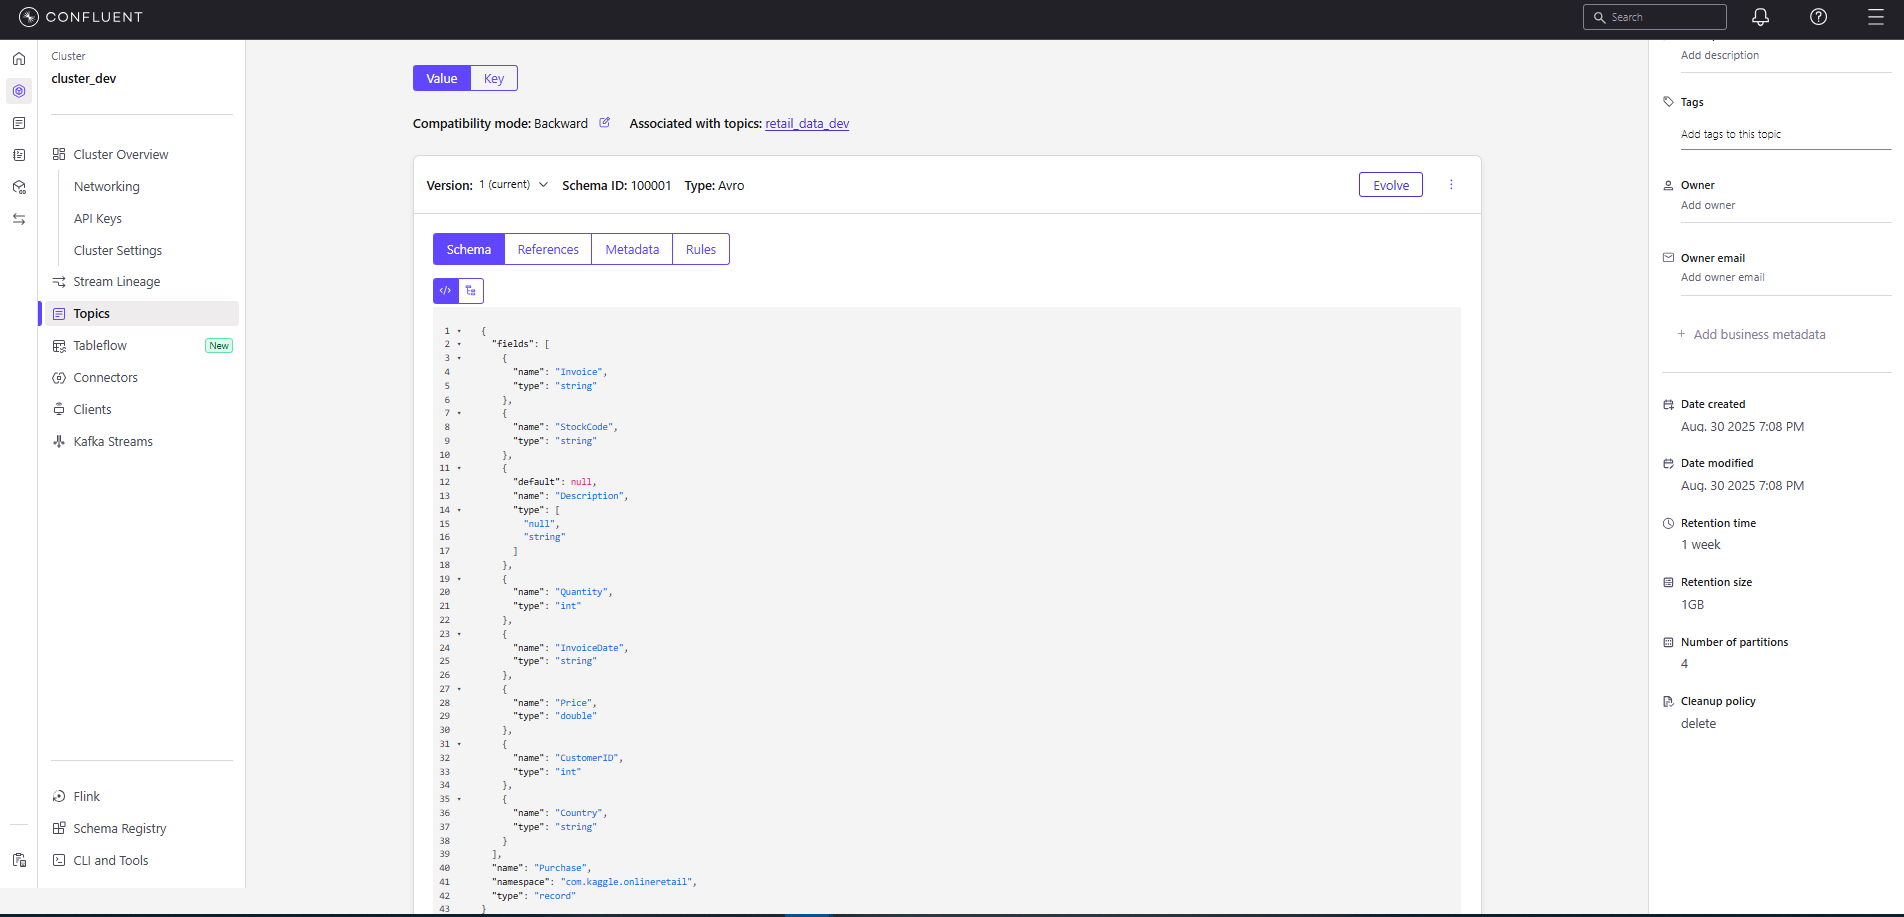 CONFLUENT
Search
Cluster
cluster_dev
Cluster Overview
Networking
API Keys
Cluster Settings
Stream Lineage
Topics
Tableflow
New
Connectors
Clients
Kafka Streams
Flink
Schema Registry
CLI and Tools
Value
Key
Compatibility mode: Backward
Associated with topics: retail_data_dev
Version: 1 (current)
Schema ID: 100001
Type: Avro
Evolve
Schema
References
Metadata
Rules
</>
1 {
2 "fields": [
3 {
4 "name": "Invoice",
5 "type": "string"
6 },
7 {
8 "name": "StockCode",
9 "type": "string"
10 },
11 {
12 "default": null,
13 "name": "Description",
14 "type": [
15 "null",
16 "string"
17 ]
18 },
19 {
20 "name": "Quantity",
21 "type": "int"
22 },
23 {
24 "name": "InvoiceDate",
25 "type": "string"
26 },
27 {
28 "name": "Price",
29 "type": "double"
30 },
31 {
32 "name": "CustomerID",
33 "type": "int"
34 },
35 {
36 "name": "Country",
37 "type": "string"
38 }
39 ],
40 "name": "Purchase",
41 "namespace": "com.kaggle.onlineretail",
42 "type": "record"
43 }
Add description
Tags
Add tags to this topic
Owner
Add owner
Owner email
Add owner email
+ Add business metadata
Date created
Aug. 30 2025 7:08 PM
Date modified
Aug. 30 2025 7:08 PM
Retention time
1 week
Retention size
1GB
Number of partitions
4
Cleanup policy
delete